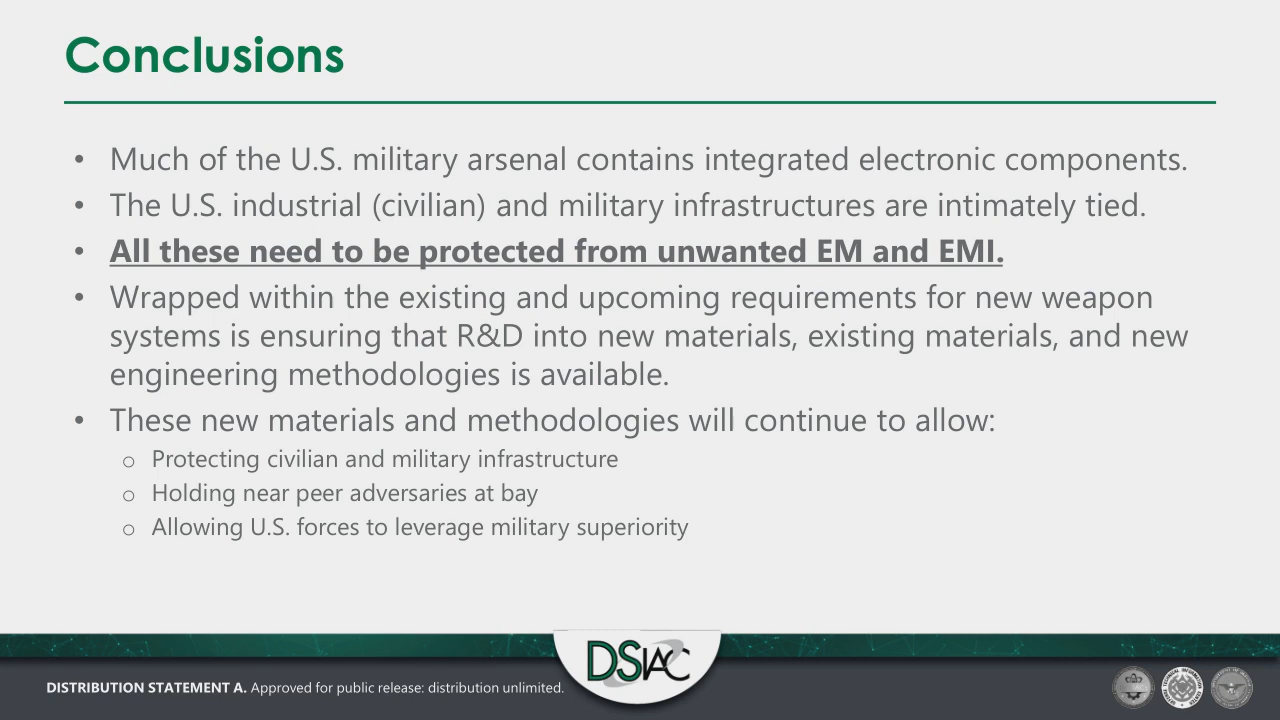 Conclusions
• Much of the U.S. military arsenal contains integrated electronic components.
• The U.S. industrial (civilian) and military infrastructures are intimately tied.
• All these need to be protected from unwanted EM and EMI.
• Wrapped within the existing and upcoming requirements for new weapon
systems is ensuring that R&D into new materials, existing materials, and new
engineering methodologies is available.
• These new materials and methodologies will continue to allow:
o Protecting civilian and military infrastructure
o Holding near peer adversaries at bay
o Allowing U.S. forces to leverage military superiority
DISTRIBUTION STATEMENT A. Approved for public release: distribution unlimited.
DSIAC